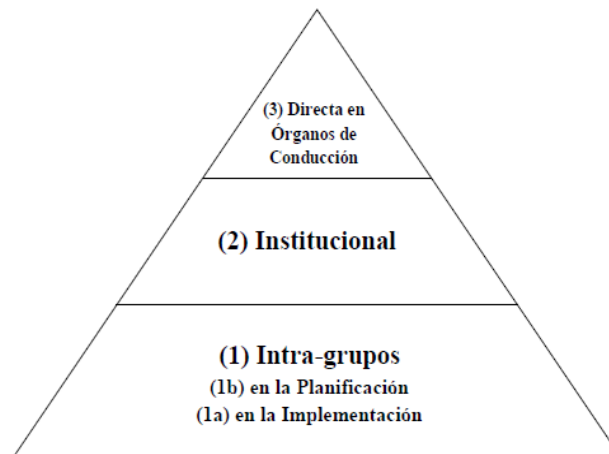 (3) Directa en
Órganos de
Conducción
(2) Institucional
(1) Intra-grupos
(1b) en la Planificación
(1a) en la Implementación